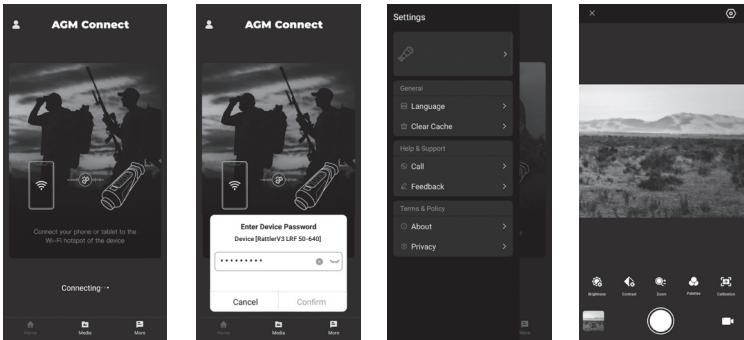 AGM Connect
Connect your phone or tablet to the
Wi-Fi hotspot of the device
Connecting···
Home
Media
More
AGM Connect
Enter Device Password
Device [RattlerV3 LRF 50-640]
•••••••••
Cancel
Confirm
Home
Media
More
Settings
General
Language
Clear Cache
Help & Support
Call
Feedback
Terms & Policy
About
Privacy
More
Brightness
Contrast
Zoom
Palettes
Calibration